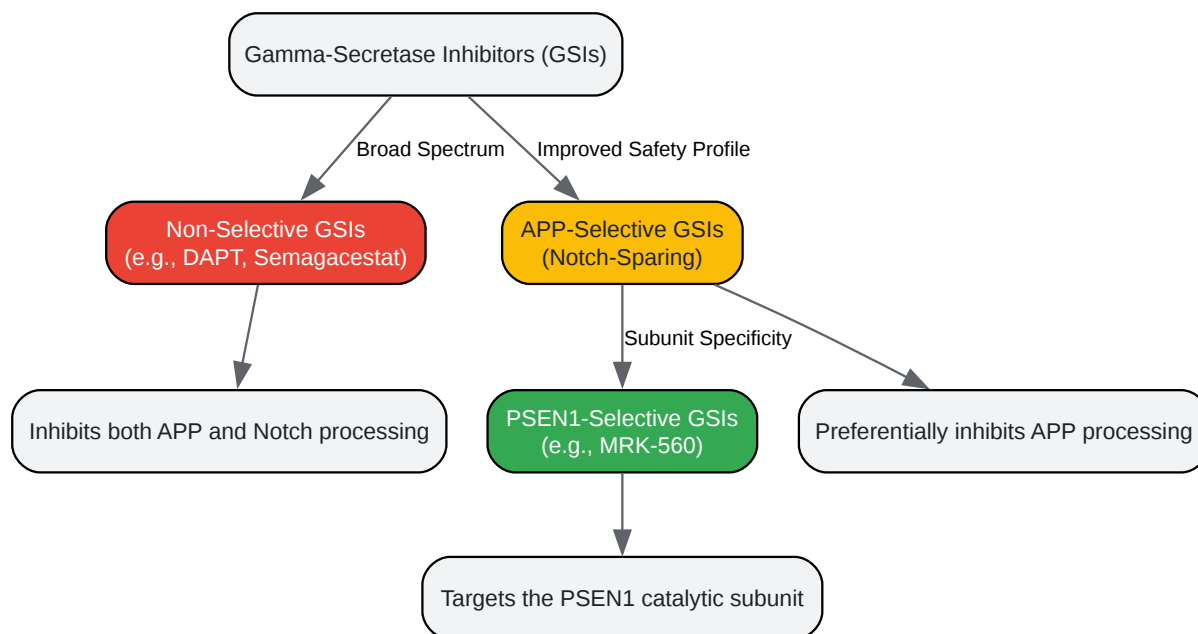 Gamma-Secretase Inhibitors (GSIs)
Broad Spectrum
Improved Safety Profile
Non-Selective GSIs
(e.g., DAPT, Semagacestat)
APP-Selective GSIs
(Notch-Sparing)
Subunit Specificity
Inhibits both APP and Notch processing
PSEN1-Selective GSIs
(e.g., MRK-560)
Preferentially inhibits APP processing
Targets the PSEN1 catalytic subunit